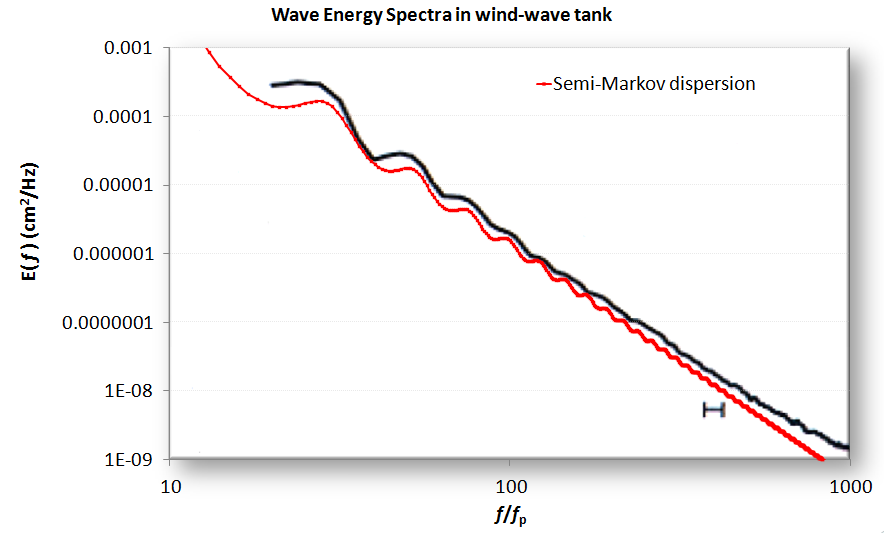 Wave Energy Spectra in wind-wave tank
0.001
Semi-Markov dispersion
0.0001
0.00001
0.000001
0.0000001
1E-08
1E-09
E(f) (cm²/Hz)
10
100
1000
f/fp